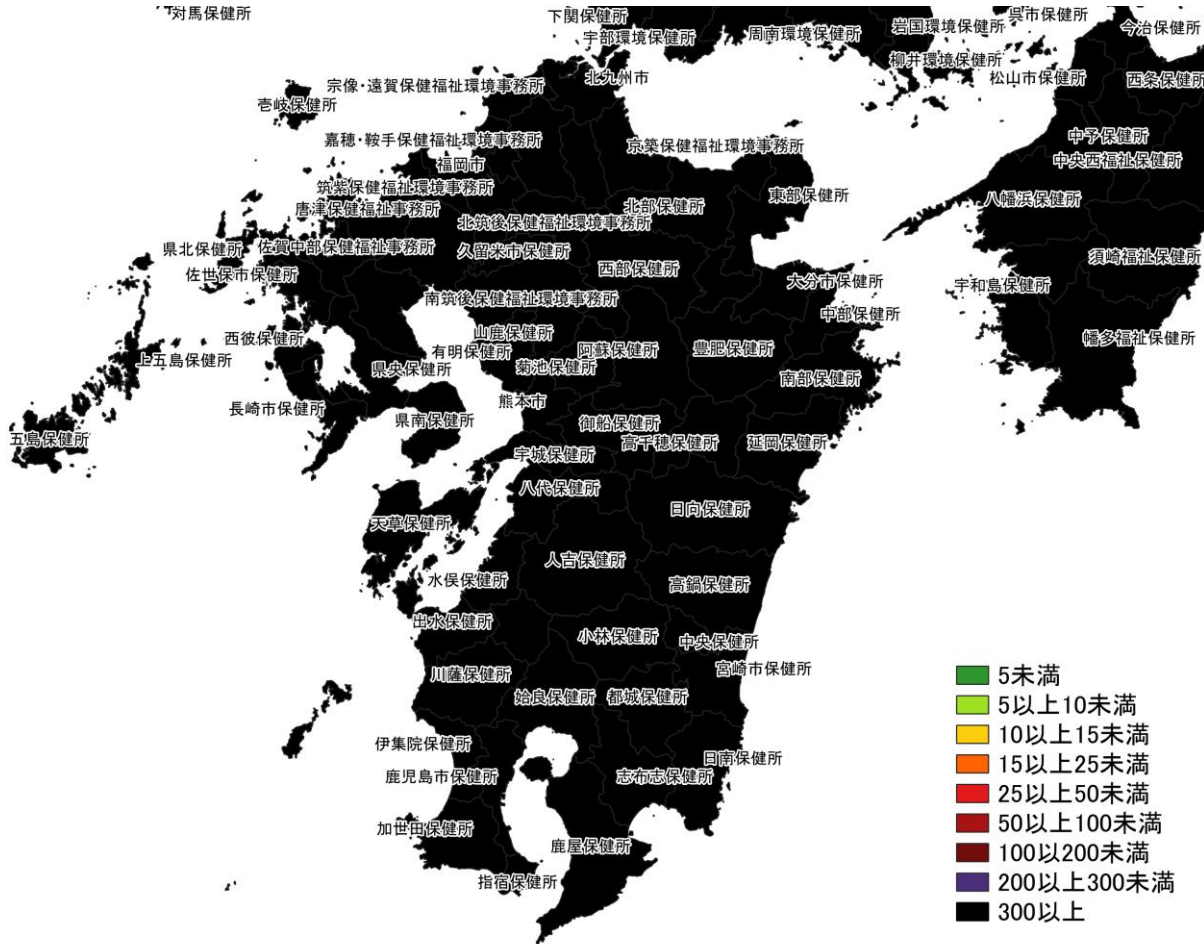 対馬保健所
下関保健所
呉市保健所
岩国環境保健所
今治保健所
宇部環境保健所
周南環境保健所
柳井環境保健所
北九州市
松山市保健所
西条保健所
宗像・遠賀保健福祉環境事務所
壱岐保健所
嘉穂・鞍手保健福祉環境事務所
京築保健福祉環境事務所
中予保健所
福岡市
中央西福祉保健所
筑紫保健福祉環境事務所
東部保健所
八幡浜保健所
唐津保健福祉事務所
北部保健所
北筑後保健福祉環境事務所
県北保健所
佐賀中部保健福祉事務所
久留米市保健所
須崎福祉保健所
佐世保市保健所
西部保健所
大分市保健所
宇和島保健所
南筑後保健福祉環境事務所
中部保健所
西彼保健所
山鹿保健所
幡多福祉保健所
上五島保健所
有明保健所
阿蘇保健所
豊肥保健所
県央保健所
菊池保健所
南部保健所
長崎市保健所
熊本市
県南保健所
御船保健所
五島保健所
高千穂保健所
延岡保健所
宇城保健所
八代保健所
日向保健所
天草保健所
人吉保健所
水俣保健所
高鍋保健所
出水保健所
小林保健所
中央保健所
宮崎市保健所
川薩保健所
姶良保健所
都城保健所
伊集院保健所
日南保健所
鹿児島市保健所
志布志保健所
加世田保健所
鹿屋保健所
指宿保健所
5未満
5以上10未満
10以上15未満
15以上25未満
25以上50未満
50以上100未満
100以200未満
200以上300未満
300以上